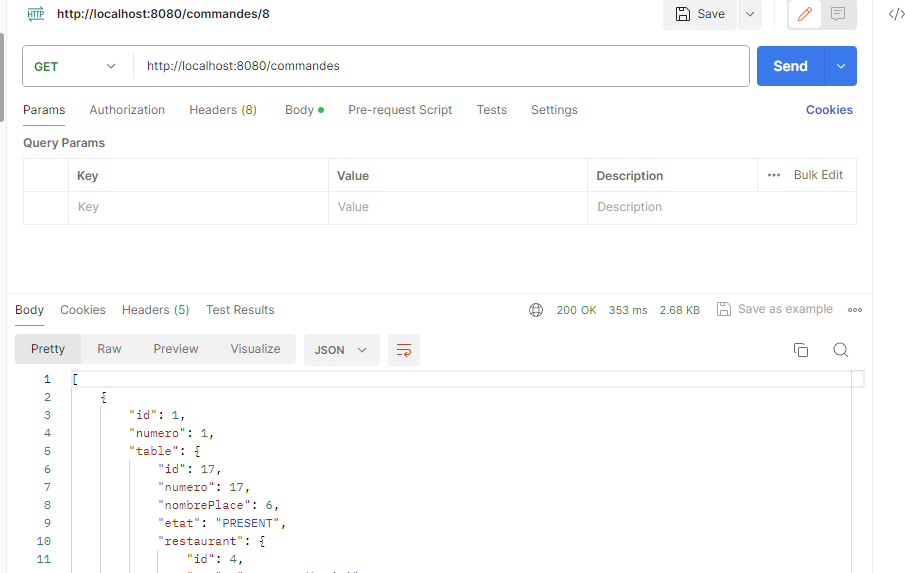 HTTP http://localhost:8080/commandes/8 Save </>
GET http://localhost:8080/commandes Send
Params Authorization Headers (8) Body Pre-request Script Tests Settings Cookies
Query Params
Key Value Description ••• Bulk Edit
Key Value Description
Body Cookies Headers (5) Test Results 200 OK 353 ms 2.68 KB Save as example
Pretty Raw Preview Visualize JSON
1 [
2 {
3 "id": 1,
4 "numero": 1,
5 "table": {
6 "id": 17,
7 "numero": 17,
8 "nombrePlace": 6,
9 "etat": "PRESENT",
10 "restaurant": {
11 "id": 4,